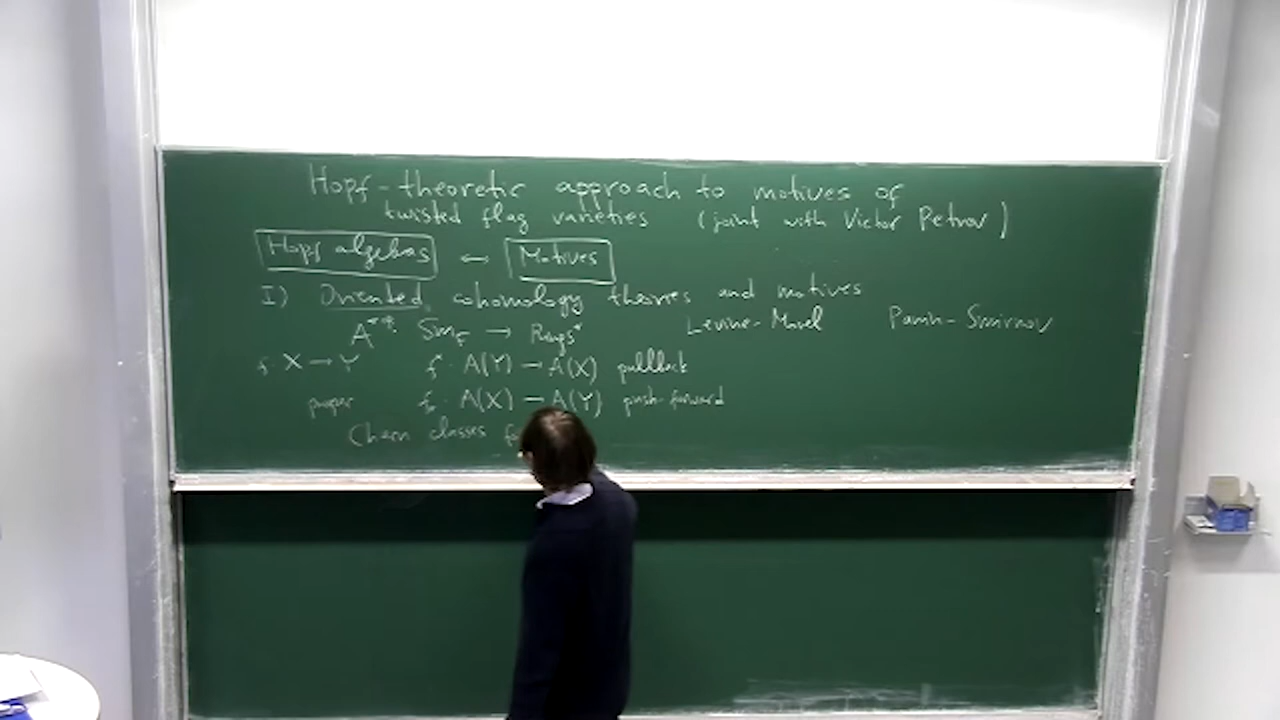 Hopf-theoretic approach to motives of
twisted flag varieties (joint with Victor Petrov)
Hopf algebras ↔ Motives
I) Oriented cohomology theories and motives
Levine-Morel Panin-Smirnov
A^*: Sm_F → Rings^*
f: X → Y f^*: A(Y) → A(X) pullback
proper f_*: A(X) → A(Y) push-forward
Chern classes